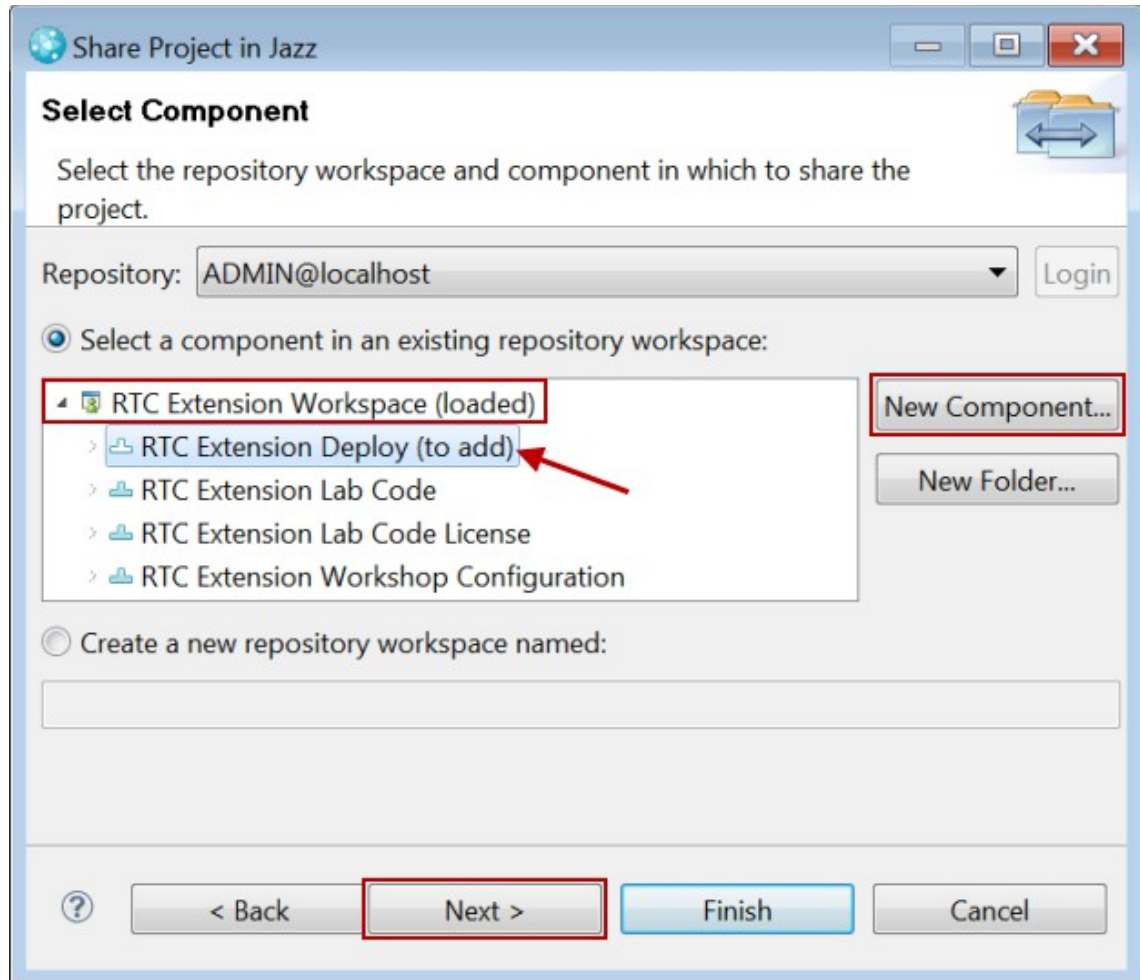 Share Project in Jazz
Select Component
Select the repository workspace and component in which to share the
project.
Repository: ADMIN@localhost Login
Select a component in an existing repository workspace:
RTC Extension Workspace (loaded)
New Component...
RTC Extension Deploy (to add)
RTC Extension Lab Code
New Folder...
RTC Extension Lab Code License
RTC Extension Workshop Configuration
Create a new repository workspace named:
? < Back Next > Finish Cancel